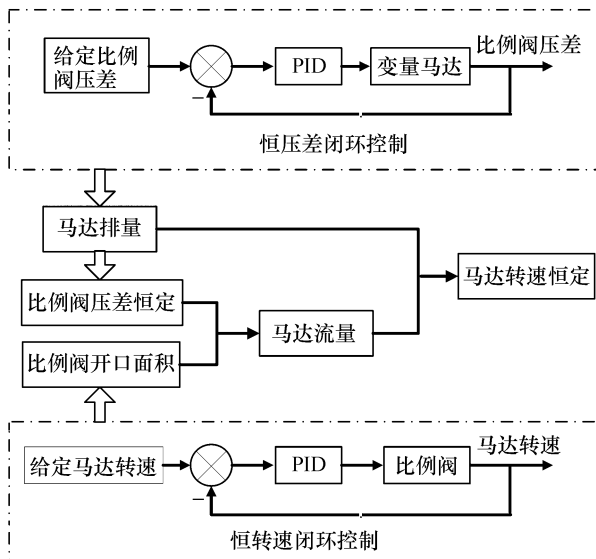 给定比例
阀压差
PID
变量马达
比例阀压差
−
恒压差闭环控制
马达排量
马达转速恒定
比例阀压差恒定
马达流量
比例阀开口面积
给定马达转速
PID
比例阀
马达转速
−
恒转速闭环控制